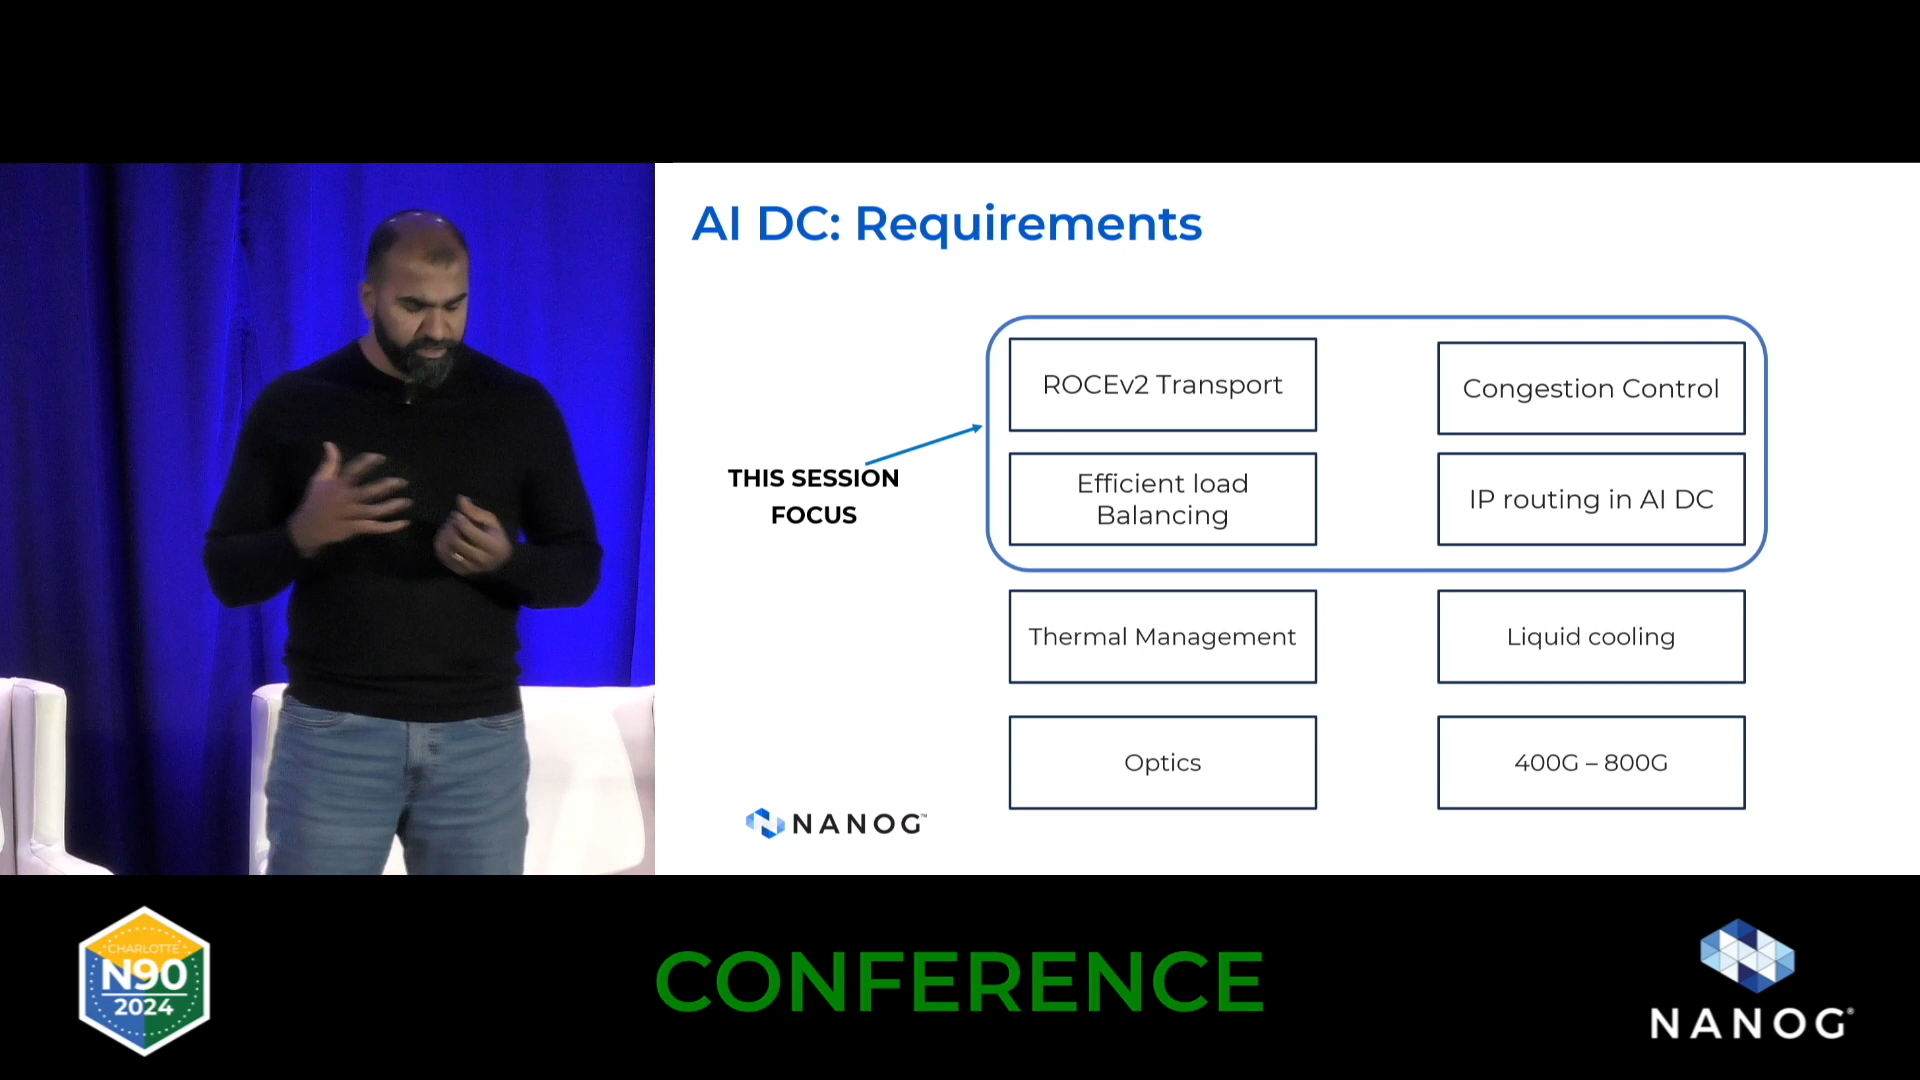 AI DC: Requirements
ROCEv2 Transport
Congestion Control
THIS SESSION
FOCUS
Efficient load
Balancing
IP routing in AI DC
Thermal Management
Liquid cooling
Optics
400G – 800G
NANOG™
CHARLOTTE
N90
2024
CONFERENCE
NANOG®